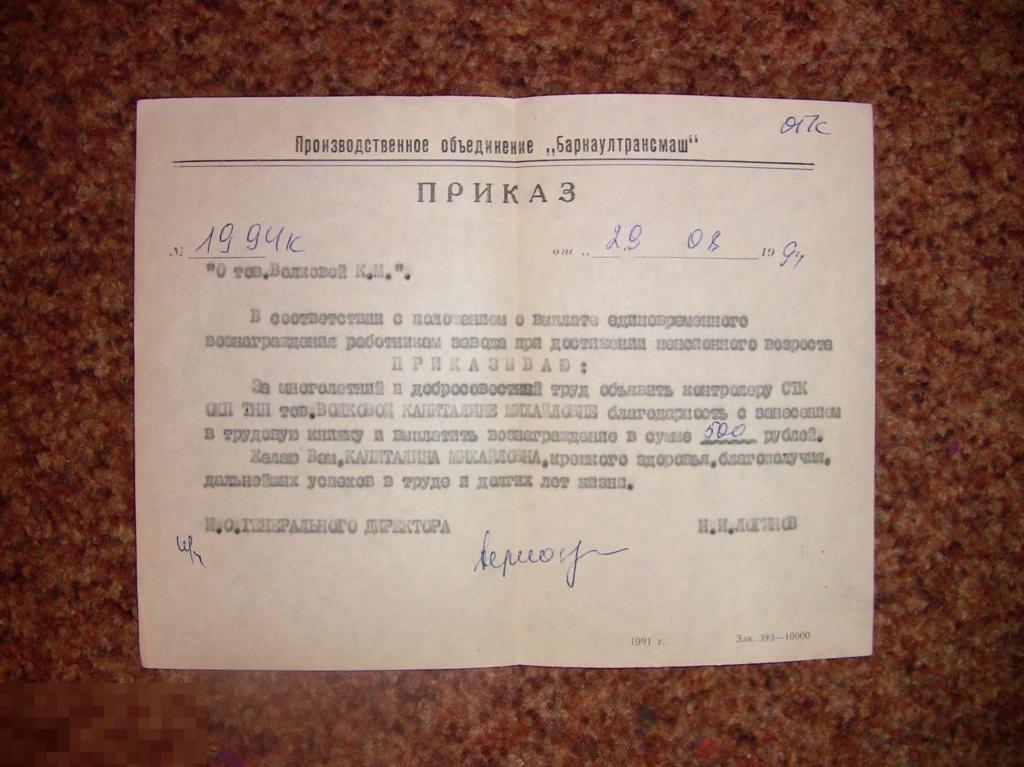 ОПК
Производственное объединение „Барнаултрансмаш“
ПРИКАЗ
№ 1994к от „ 29 08 1994
"О тов.Волковой К.М.".
В соответствии с положением о выплате единовременного
вознаграждения работникам завода при достижении пенсионного возроста
ПРИКАЗЫВАЮ:
За многолетний и добросовестный труд объявить контролеру СТК
тов.ВОЛКОВОЙ КАПИТАЛИНЕ МИХАЙЛОВНЕ благодарность с занесением
в трудовую книжку и выплатить вознаграждение в сумме 500 рублей.
Желаю Вам,КАПИТАЛИНА МИХАЙЛОВНА,крепкого здоровья,благополучия,
дальнейших успехов в труде и долгих лет жизни.
И.О.ГЕНЕРАЛЬНОГО ДИРЕКТОРА Н.И.ЛОГИНОВ
1991 г. Зак. 393—10000